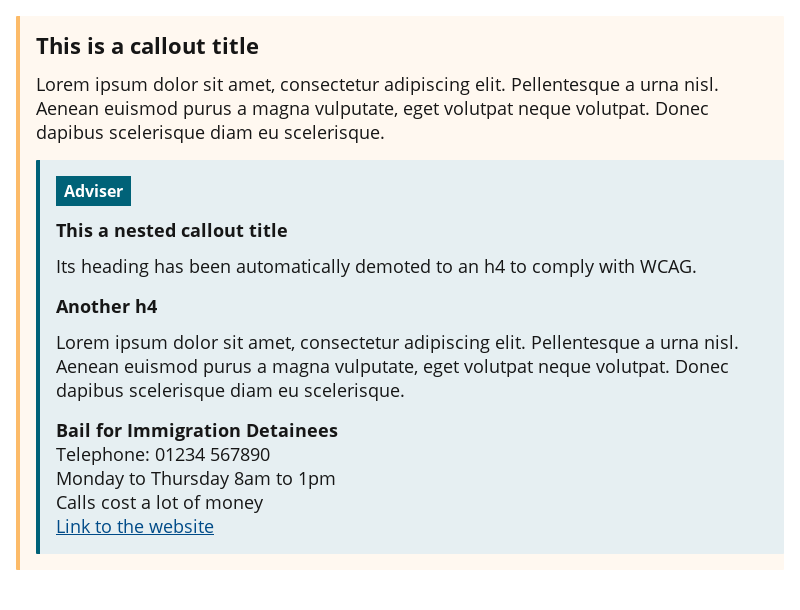 This is a callout title
Lorem ipsum dolor sit amet, consectetur adipiscing elit. Pellentesque a urna nisl.
Aenean euismod purus a magna vulputate, eget volutpat neque volutpat. Donec
dapibus scelerisque diam eu scelerisque.
Adviser
This a nested callout title
Its heading has been automatically demoted to an h4 to comply with WCAG.
Another h4
Lorem ipsum dolor sit amet, consectetur adipiscing elit. Pellentesque a urna nisl.
Aenean euismod purus a magna vulputate, eget volutpat neque volutpat. Donec
dapibus scelerisque diam eu scelerisque.
Bail for Immigration Detainees
Telephone: 01234 567890
Monday to Thursday 8am to 1pm
Calls cost a lot of money
Link to the website